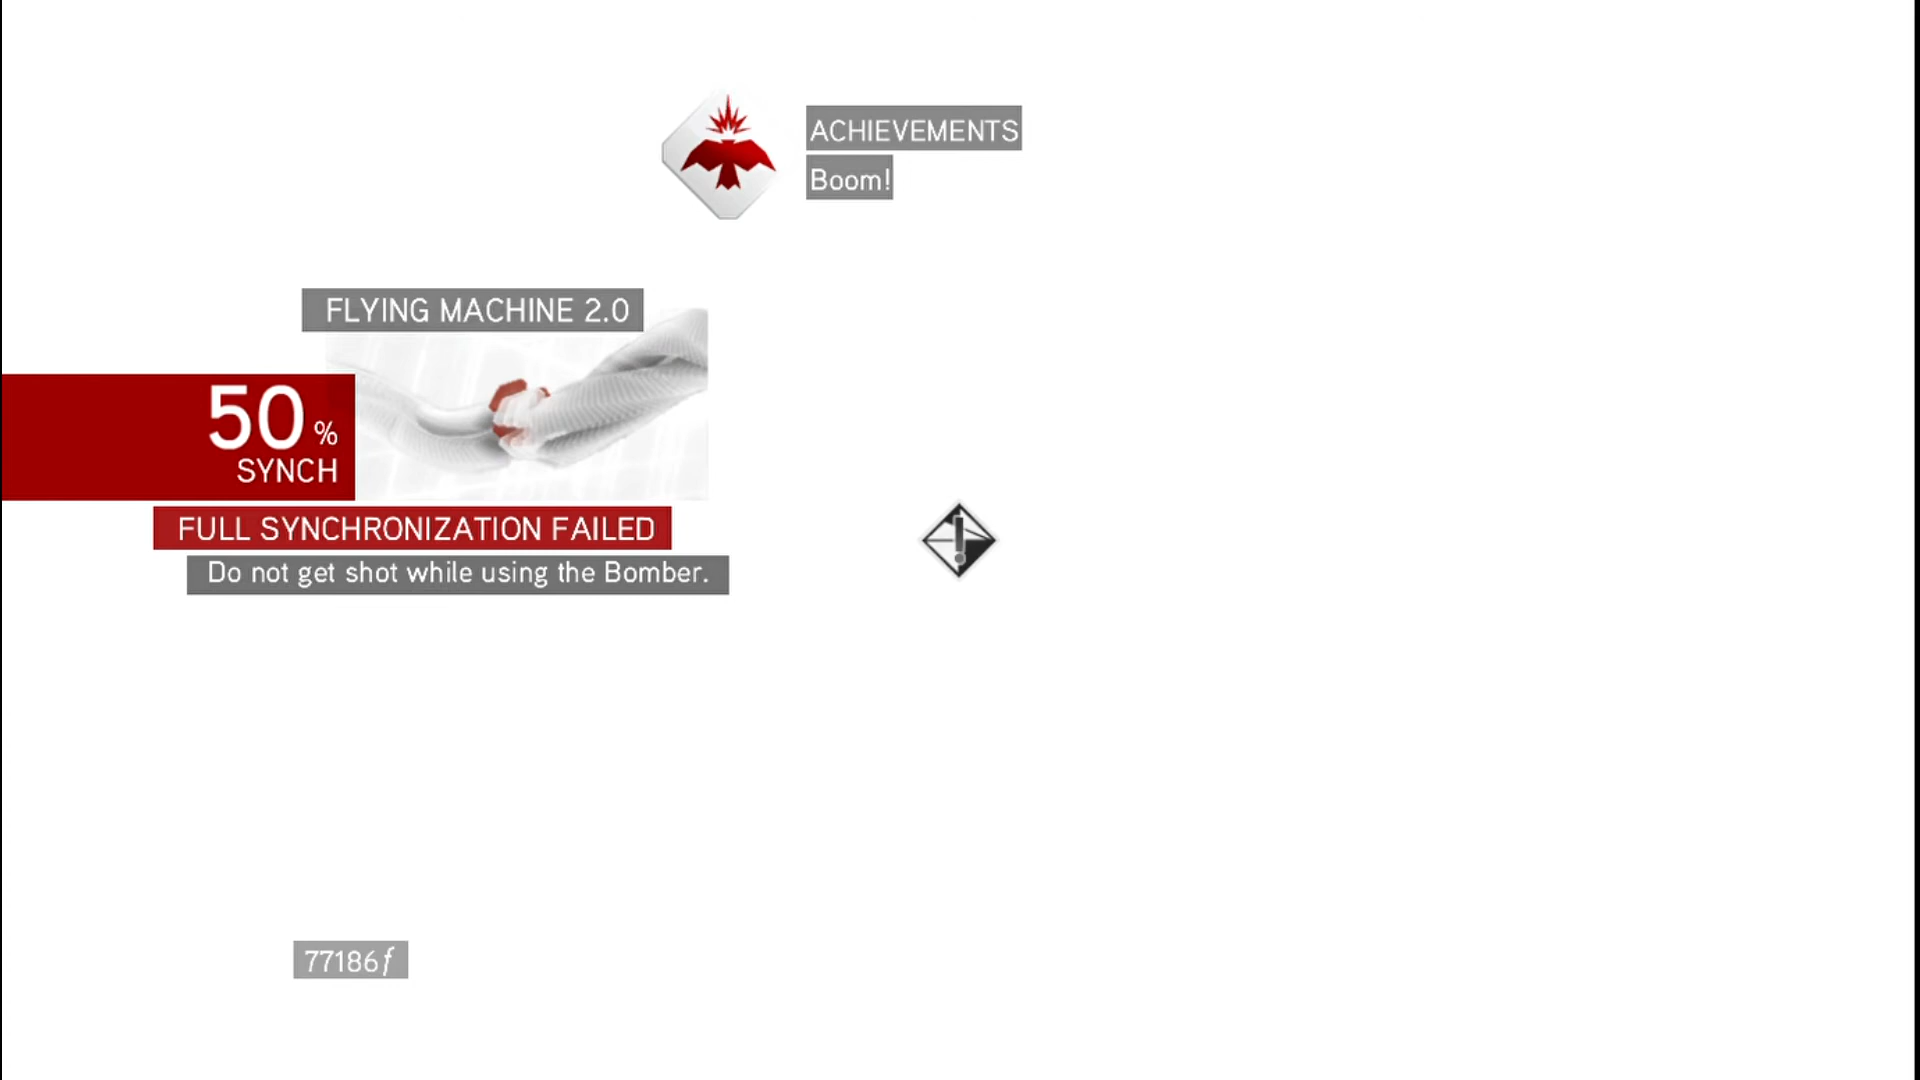 ACHIEVEMENTS
Boom!
FLYING MACHINE 2.0
50 %
SYNCH
FULL SYNCHRONIZATION FAILED
Do not get shot while using the Bomber.
77186ƒ